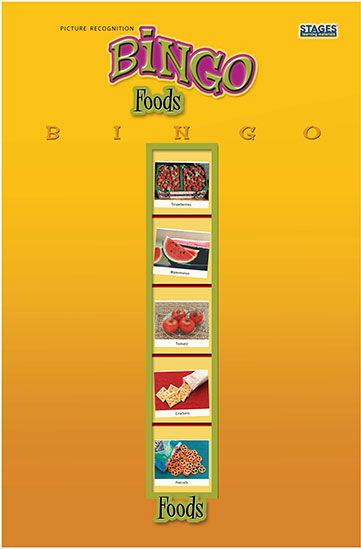 PICTURE RECOGNITION
STAGES
learning materials
BiNGO
Foods
B I N G O
Strawberries
Watermelon
Tomato
Crackers
Pretzels
Foods